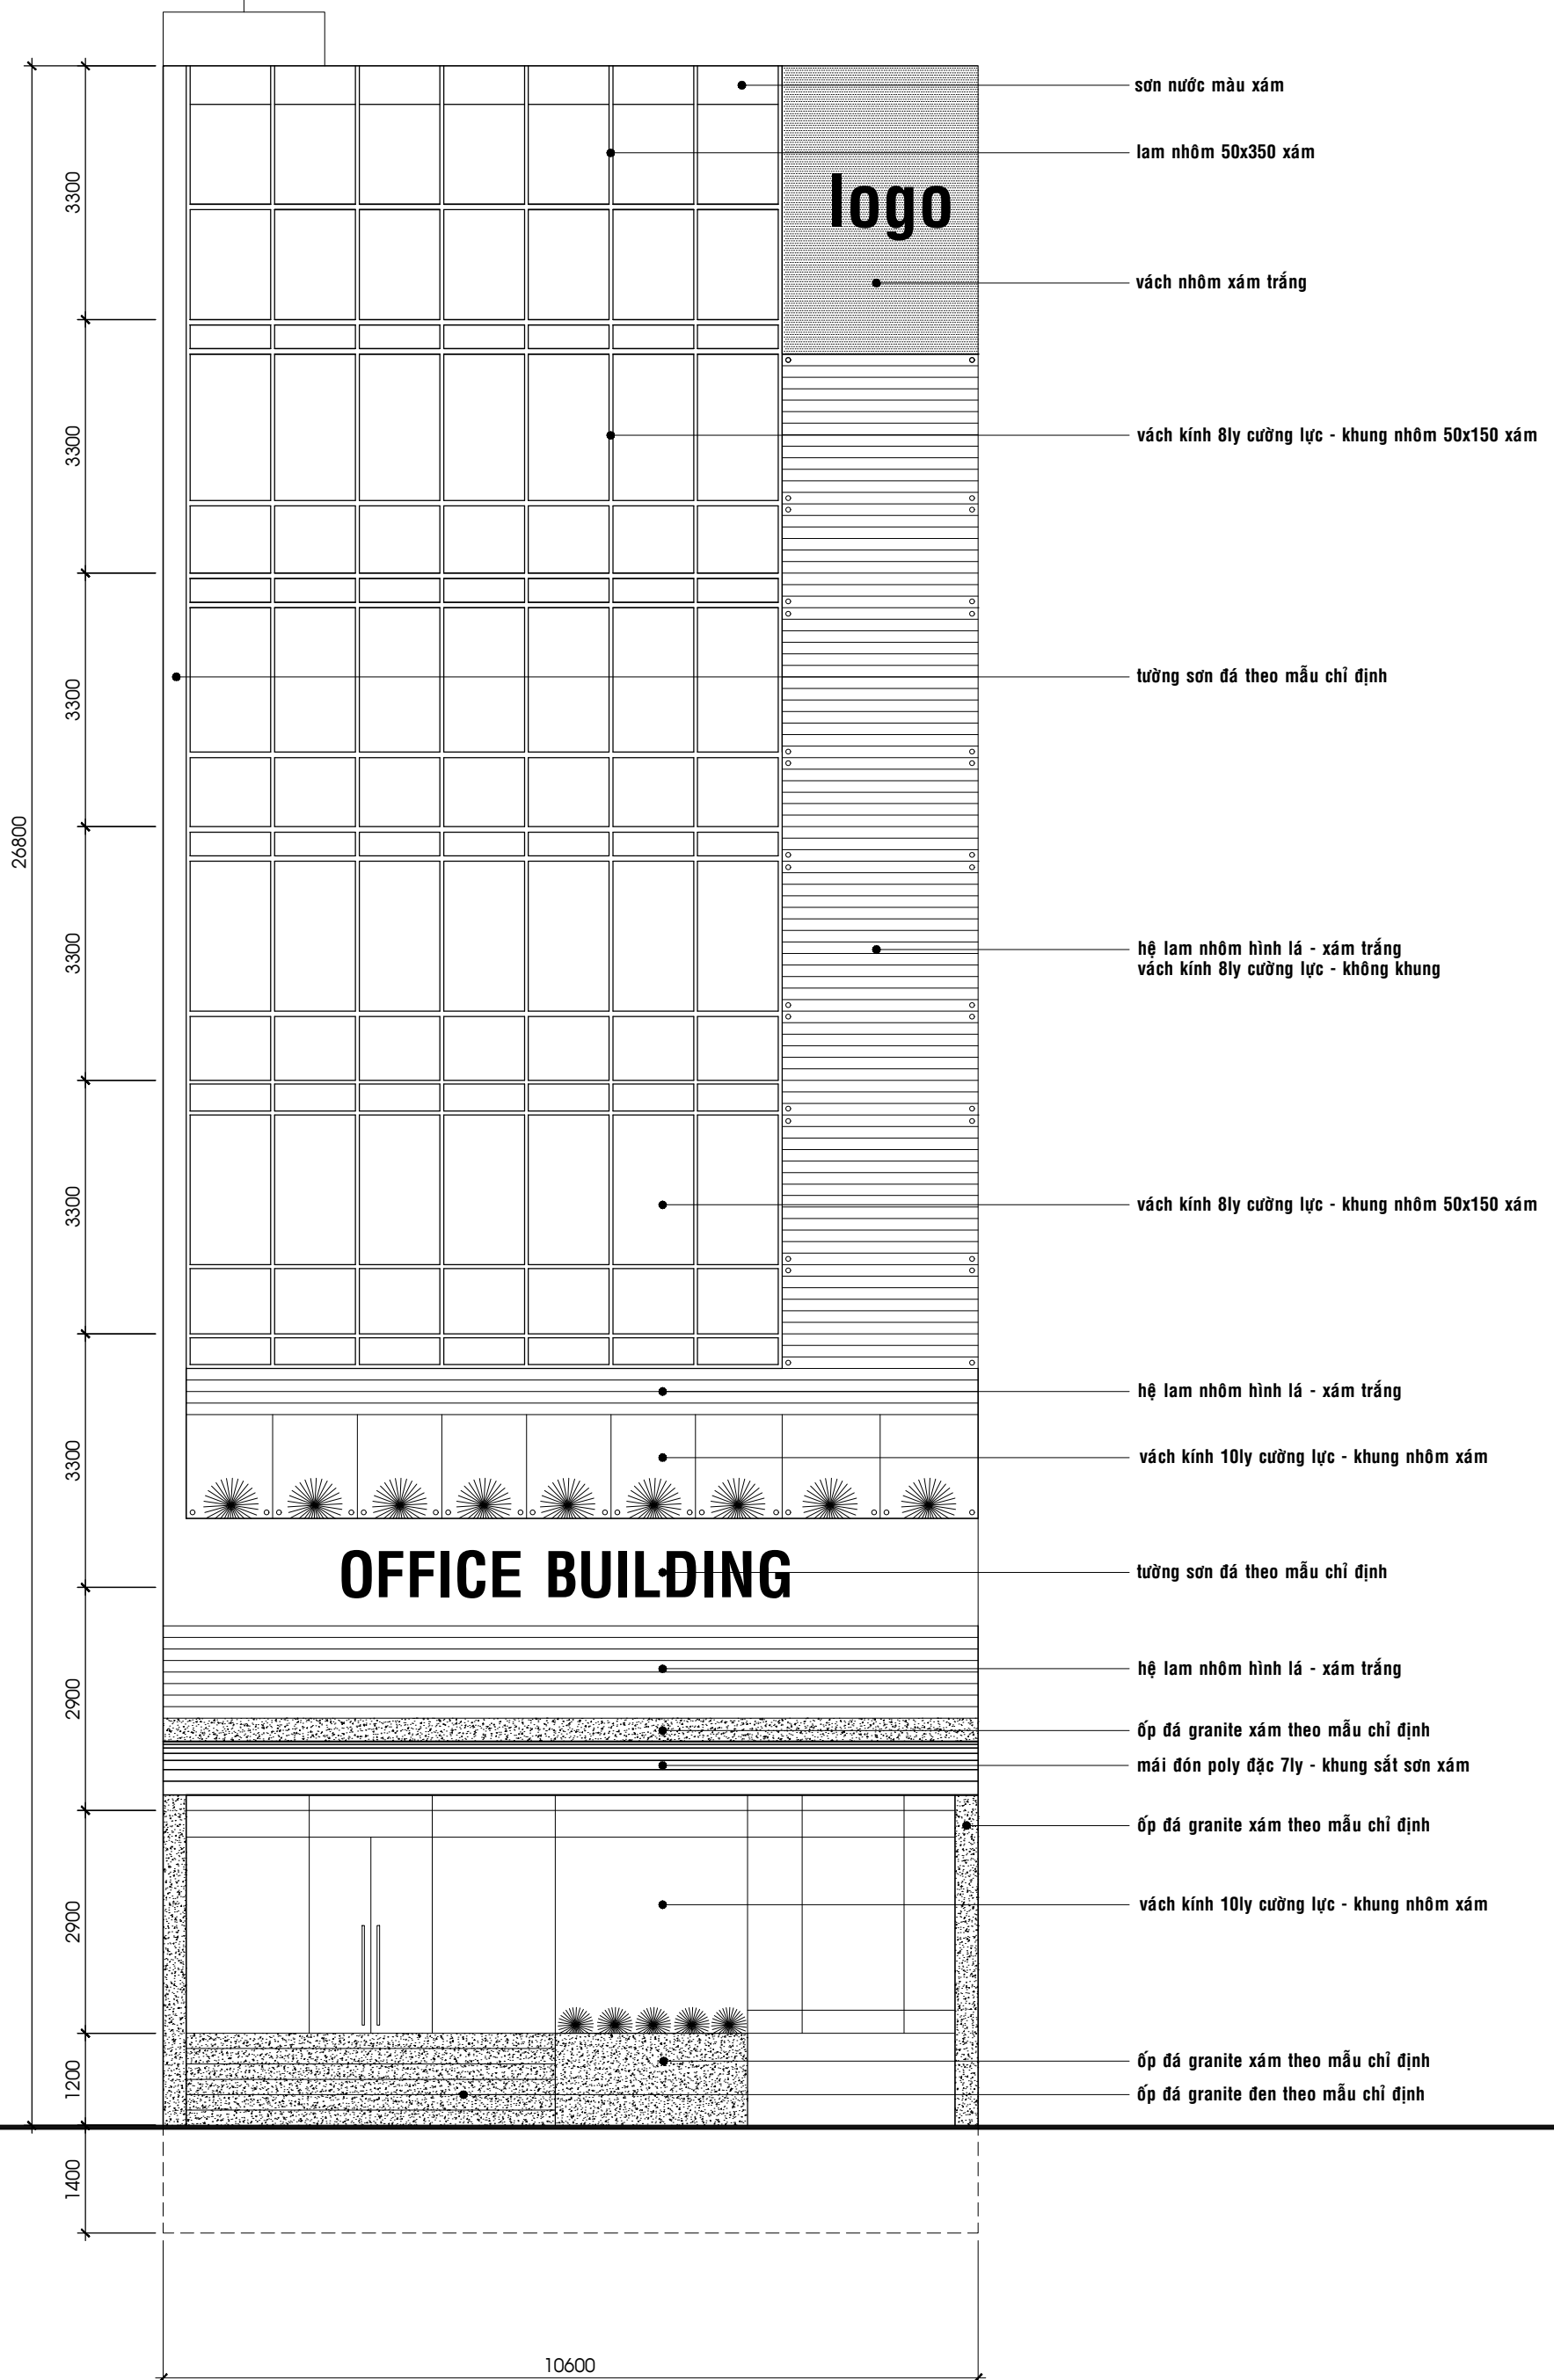 sơn nước màu xám
lam nhôm 50x350 xám
logo
vách nhôm xám trắng
vách kính 8ly cường lực - khung nhôm 50x150 xám
tường sơn đá theo mẫu chỉ định
hệ lam nhôm hình lá - xám trắng
vách kính 8ly cường lực - không khung
vách kính 8ly cường lực - khung nhôm 50x150 xám
hệ lam nhôm hình lá - xám trắng
vách kính 10ly cường lực - khung nhôm xám
OFFICE BUILDING
tường sơn đá theo mẫu chỉ định
hệ lam nhôm hình lá - xám trắng
ốp đá granite xám theo mẫu chỉ định
mái đón poly đặc 7ly - khung sắt sơn xám
ốp đá granite xám theo mẫu chỉ định
vách kính 10ly cường lực - khung nhôm xám
ốp đá granite xám theo mẫu chỉ định
ốp đá granite đen theo mẫu chỉ định
26800
3300
3300
3300
3300
3300
3300
2900
2900
1200
1400
10600